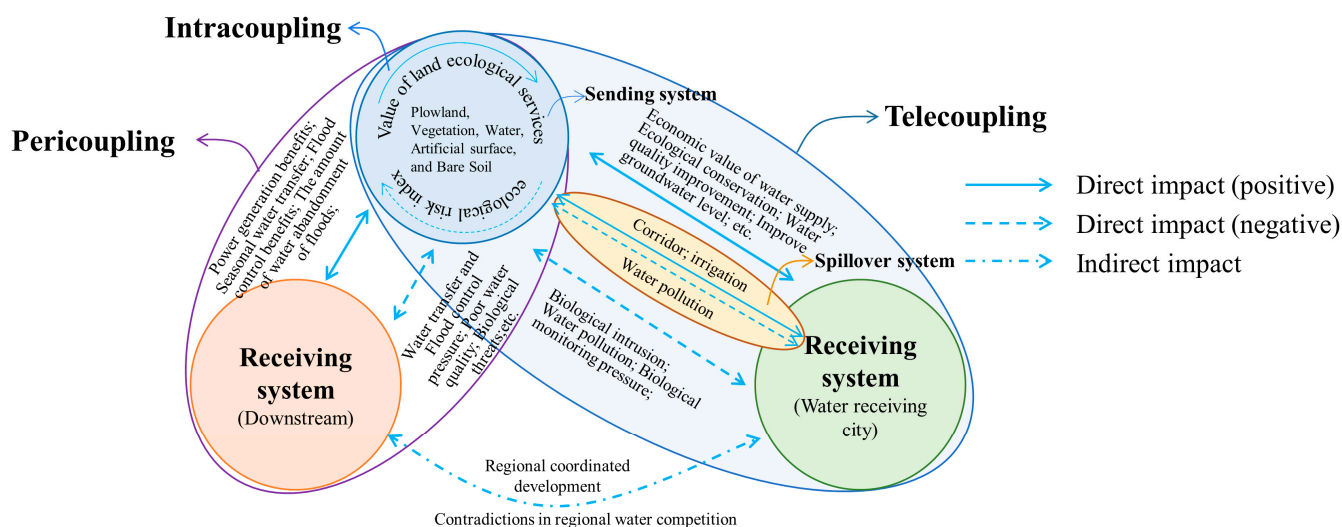 Intracoupling
Pericoupling
Telecoupling
Value of land ecological services
Plowland,
Vegetation, Water,
Artificial surface,
and Bare Soil
ecological risk index
Sending system
Power generation benefits;
Seasonal water transfer; Flood
control benefits; The amount
of water abandonment
of floods;
Economic value of water supply;
Ecological conservation; Water
quality improvement; Improve
groundwater level; etc.
Direct impact (positive)
Direct impact (negative)
Indirect impact
Corridor; irrigation
Water pollution
Spillover system
Water transfer and
Flood control
pressure; Poor water
quality; Biological
threats;etc.
Biological intrusion;
Water pollution; Biological
monitoring pressure;
Receiving
system
(Downstream)
Receiving
system
(Water receiving
city)
Regional coordinated
development
Contradictions in regional water competition